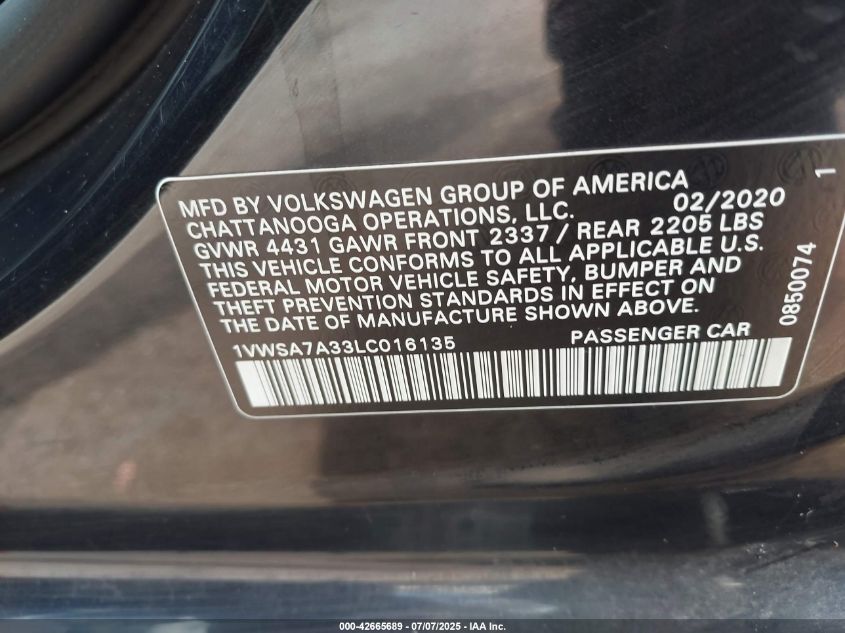 MFD BY VOLKSWAGEN GROUP OF AMERICA 02/2020 1
CHATTANOOGA OPERATIONS, LLC.
GVWR 4431 GAWR FRONT 2337 / REAR 2205 LBS
THIS VEHICLE CONFORMS TO ALL APPLICABLE U.S.
FEDERAL MOTOR VEHICLE SAFETY, BUMPER AND
THEFT PREVENTION STANDARDS IN EFFECT ON
THE DATE OF MANUFACTURE SHOWN ABOVE.
0850074
1VWSA7A33LC016135 PASSENGER CAR
000-42665689 - 07/07/2025 - IAA Inc.